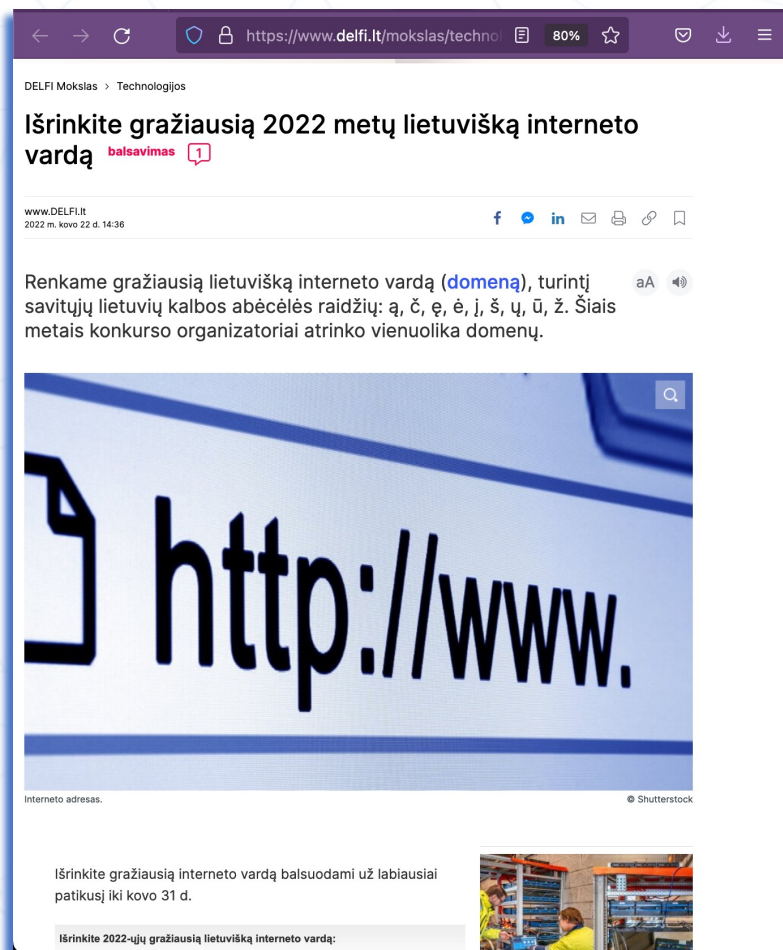 https://www.delfi.lt/mokslas/technol
80%
DELFI Mokslas > Technologijos
Išrinkite gražiausią 2022 metų lietuvišką interneto
vardą balsavimas 1
www.DELFI.lt
2022 m. kovo 22 d. 14:36
Renkame gražiausią lietuvišką interneto vardą (domeną), turintį
aA
savitųjų lietuvių kalbos abėcėlės raidžių: ą, č, ę, ė, į, š, ų, ū, ž. Šiais
metais konkurso organizatoriai atrinko vienuolika domenų.
http://www.
Interneto adresas.
© Shutterstock
Išrinkite gražiausią interneto vardą balsuodami už labiausiai
patikusį iki kovo 31 d.
Išrinkite 2022-ųjų gražiausią lietuvišką interneto vardą: